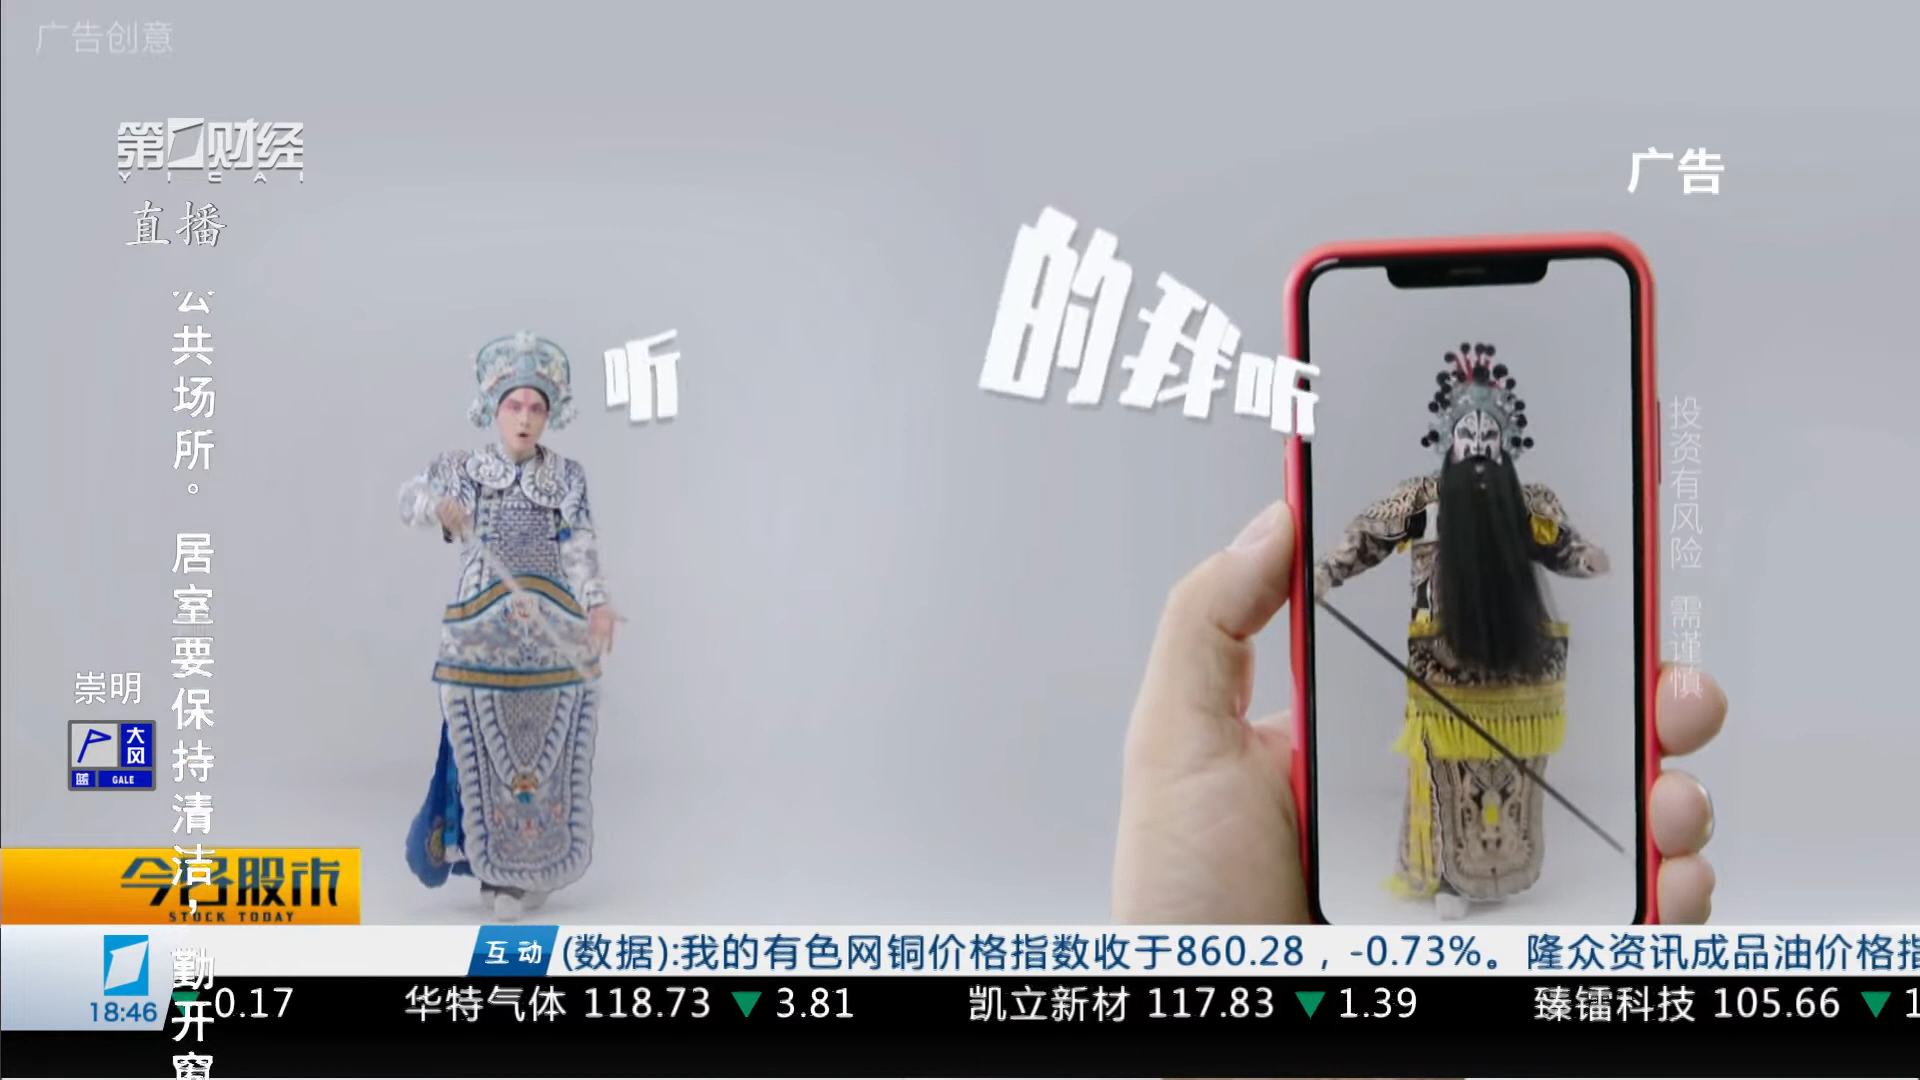 广告创意
第一财经
YICAI
直播
广告
的我听
听
公共场所。居室要保持清洁，勤开窗
投资有风险 需谨慎
崇明
大风
蓝 GALE
今日股市
STOCK TODAY
互动 (数据):我的有色网铜价格指数收于860.28，-0.73%。隆众资讯成品油价格指
18:46
▼0.17 华特气体 118.73 ▼ 3.81 凯立新材 117.83 ▼ 1.39 臻镭科技 105.66 ▼ 1